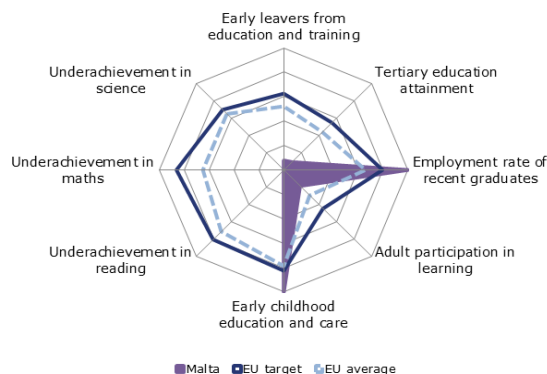 Early leavers from
education and training
Underachievement in
science
Tertiary education
attainment
Underachievement in
maths
Employment rate of
recent graduates
Underachievement in
reading
Adult participation in
learning
Early childhood
education and care
Malta
EU target
EU average